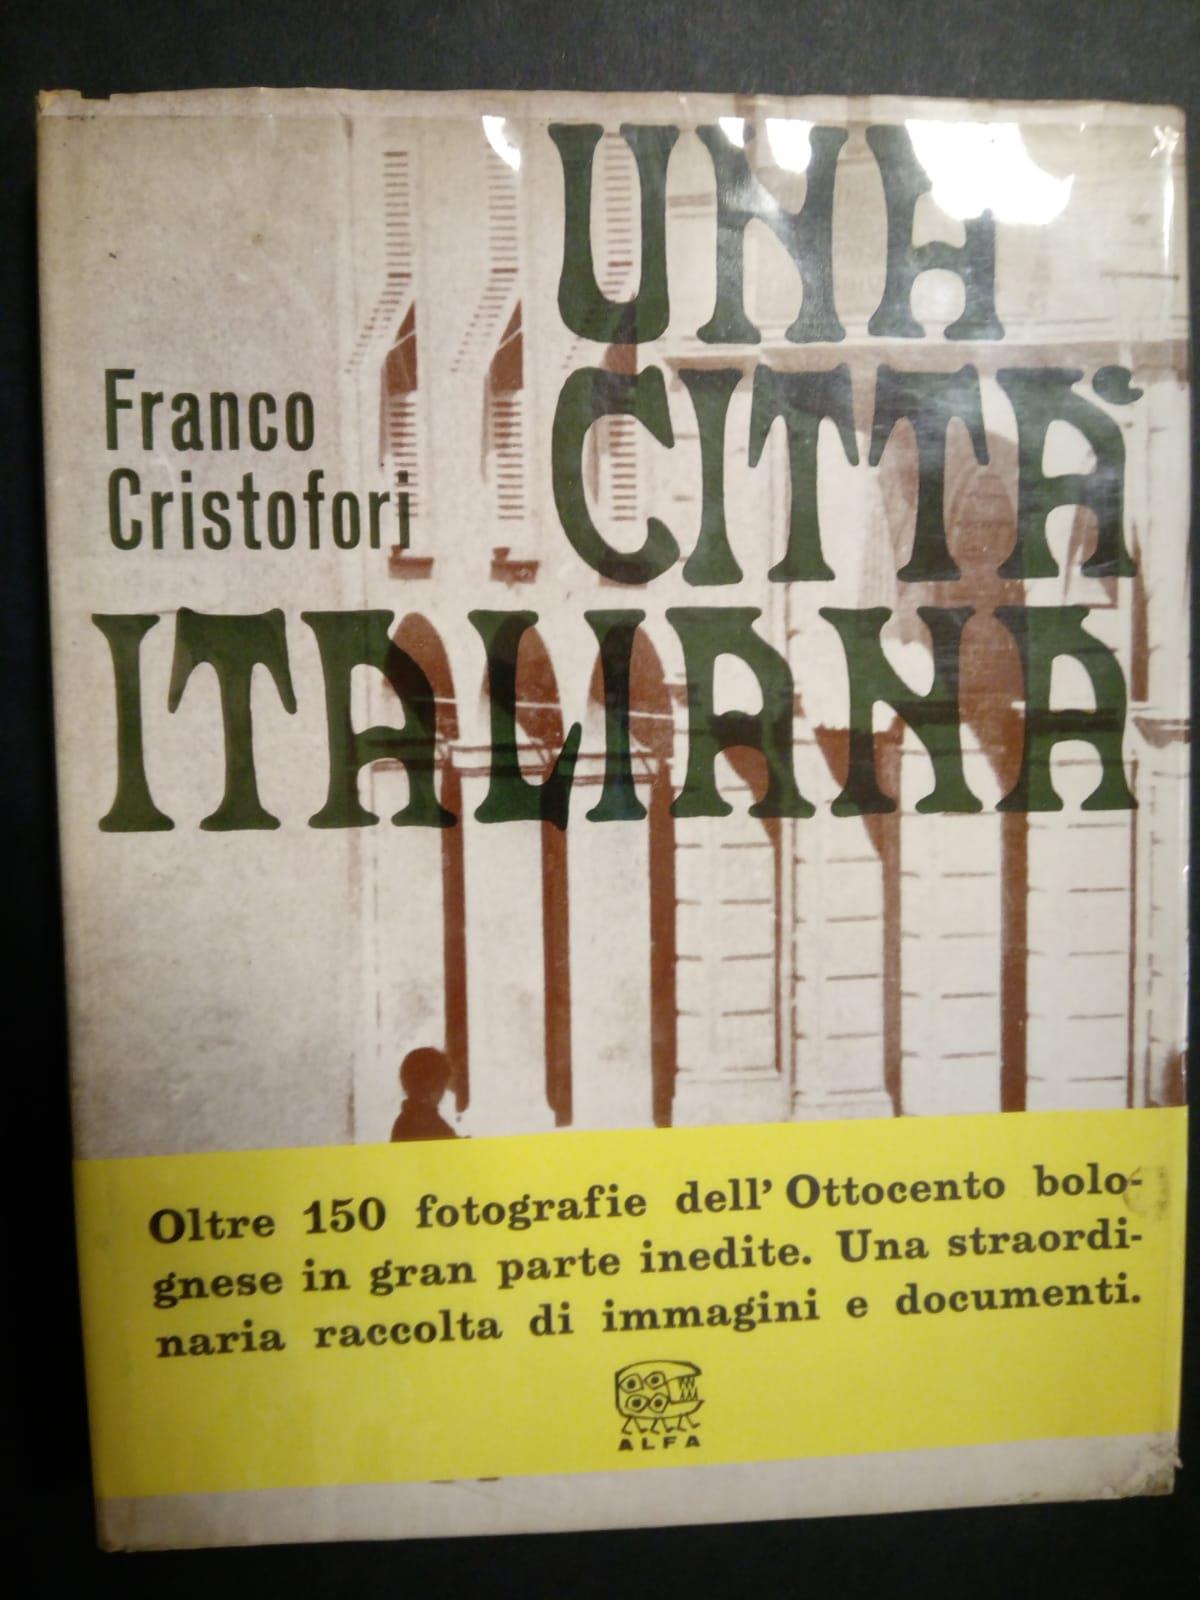 UNA
CITTÀ
ITALIANA
Franco
Cristofori
Oltre 150 fotografie dell' Ottocento bolo-
gnese in gran parte inedite. Una straordi-
naria raccolta di immagini e documenti.
ALFA